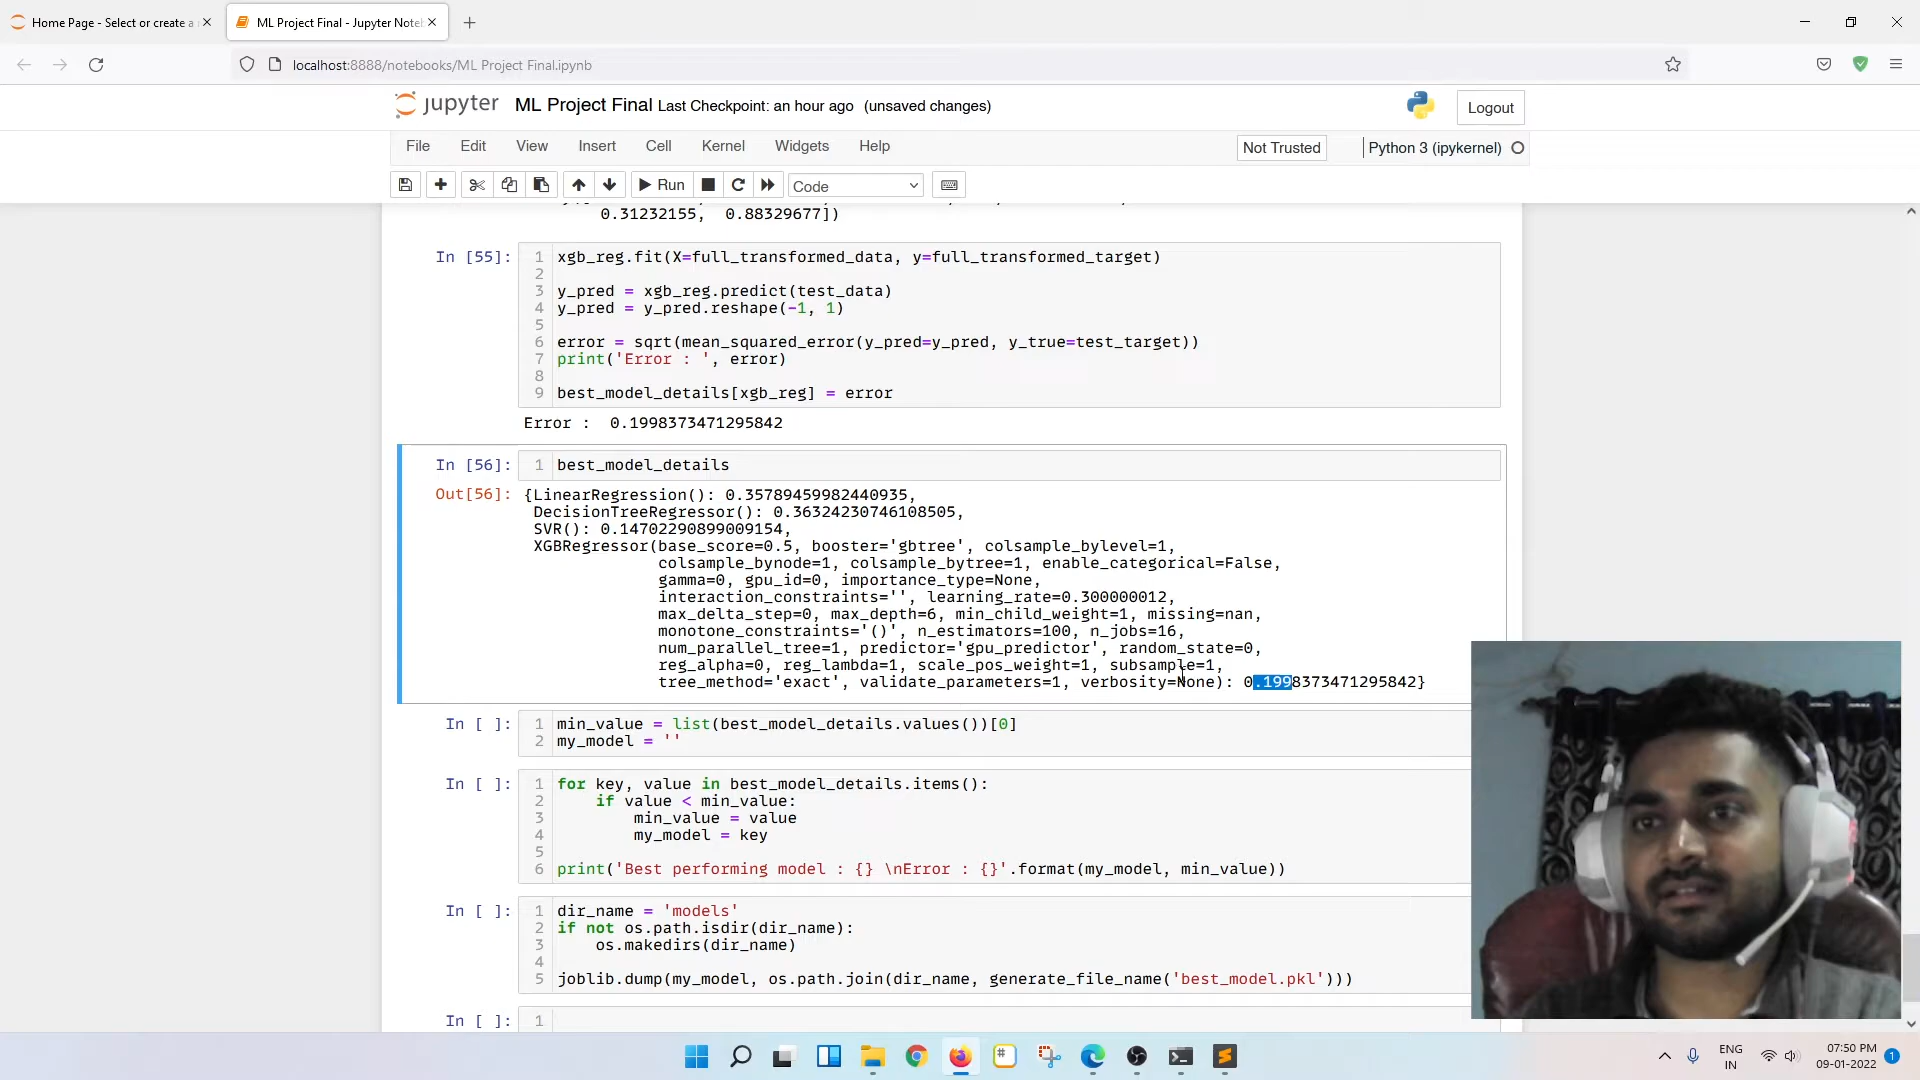 Home Page - Select or create a
ML Project Final - Jupyter Note
localhost:8888/notebooks/ML Project Final.ipynb
jupyter ML Project Final Last Checkpoint: an hour ago (unsaved changes)
Logout
File Edit View Insert Cell Kernel Widgets Help
Not Trusted
Python 3 (ipykernel)
Run
Code
0.31232155, 0.88329677])
In [55]:
1 xgb_reg.fit(X=full_transformed_data, y=full_transformed_target)
2
3 y_pred = xgb_reg.predict(test_data)
4 y_pred = y_pred.reshape(-1, 1)
5
6 error = sqrt(mean_squared_error(y_pred=y_pred, y_true=test_target))
7 print('Error : ', error)
8
9 best_model_details[xgb_reg] = error
Error : 0.1998373471295842
In [56]: 1 best_model_details
Out[56]: {LinearRegression(): 0.35789459982440935,
DecisionTreeRegressor(): 0.36324230746108505,
SVR(): 0.14702290899009154,
XGBRegressor(base_score=0.5, booster='gbtree', colsample_bylevel=1,
colsample_bynode=1, colsample_bytree=1, enable_categorical=False,
gamma=0, gpu_id=0, importance_type=None,
interaction_constraints='', learning_rate=0.300000012,
max_delta_step=0, max_depth=6, min_child_weight=1, missing=nan,
monotone_constraints='()', n_estimators=100, n_jobs=16,
num_parallel_tree=1, predictor='gpu_predictor', random_state=0,
reg_alpha=0, reg_lambda=1, scale_pos_weight=1, subsample=1,
tree_method='exact', validate_parameters=1, verbosity=None): 0.1998373471295842}
In [ ]: 1 min_value = list(best_model_details.values())[0]
2 my_model = ''
In [ ]: 1 for key, value in best_model_details.items():
2 if value < min_value:
3 min_value = value
4 my_model = key
5
6 print('Best performing model : {} \nError : {}'.format(my_model, min_value))
In [ ]: 1 dir_name = 'models'
2 if not os.path.isdir(dir_name):
3 os.makedirs(dir_name)
4
5 joblib.dump(my_model, os.path.join(dir_name, generate_file_name('best_model.pkl')))
In [ ]: 1
ENG
IN
07:50 PM
09-01-2022
1